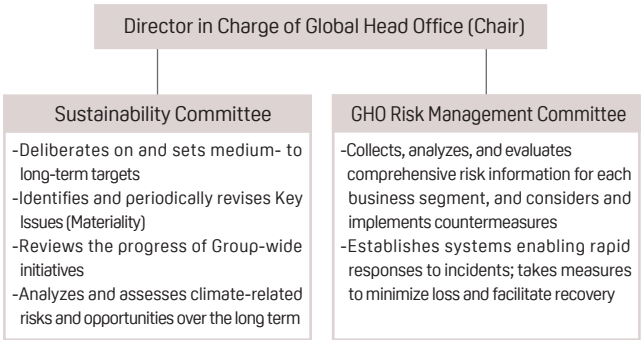 Director in Charge of Global Head Office (Chair)
Sustainability Committee
-Deliberates on and sets medium- to
long-term targets
-Identifies and periodically revises Key
Issues (Materiality)
-Reviews the progress of Group-wide
initiatives
-Analyzes and assesses climate-related
risks and opportunities over the long term
GHO Risk Management Committee
-Collects, analyzes, and evaluates
comprehensive risk information for each
business segment, and considers and
implements countermeasures
-Establishes systems enabling rapid
responses to incidents; takes measures
to minimize loss and facilitate recovery